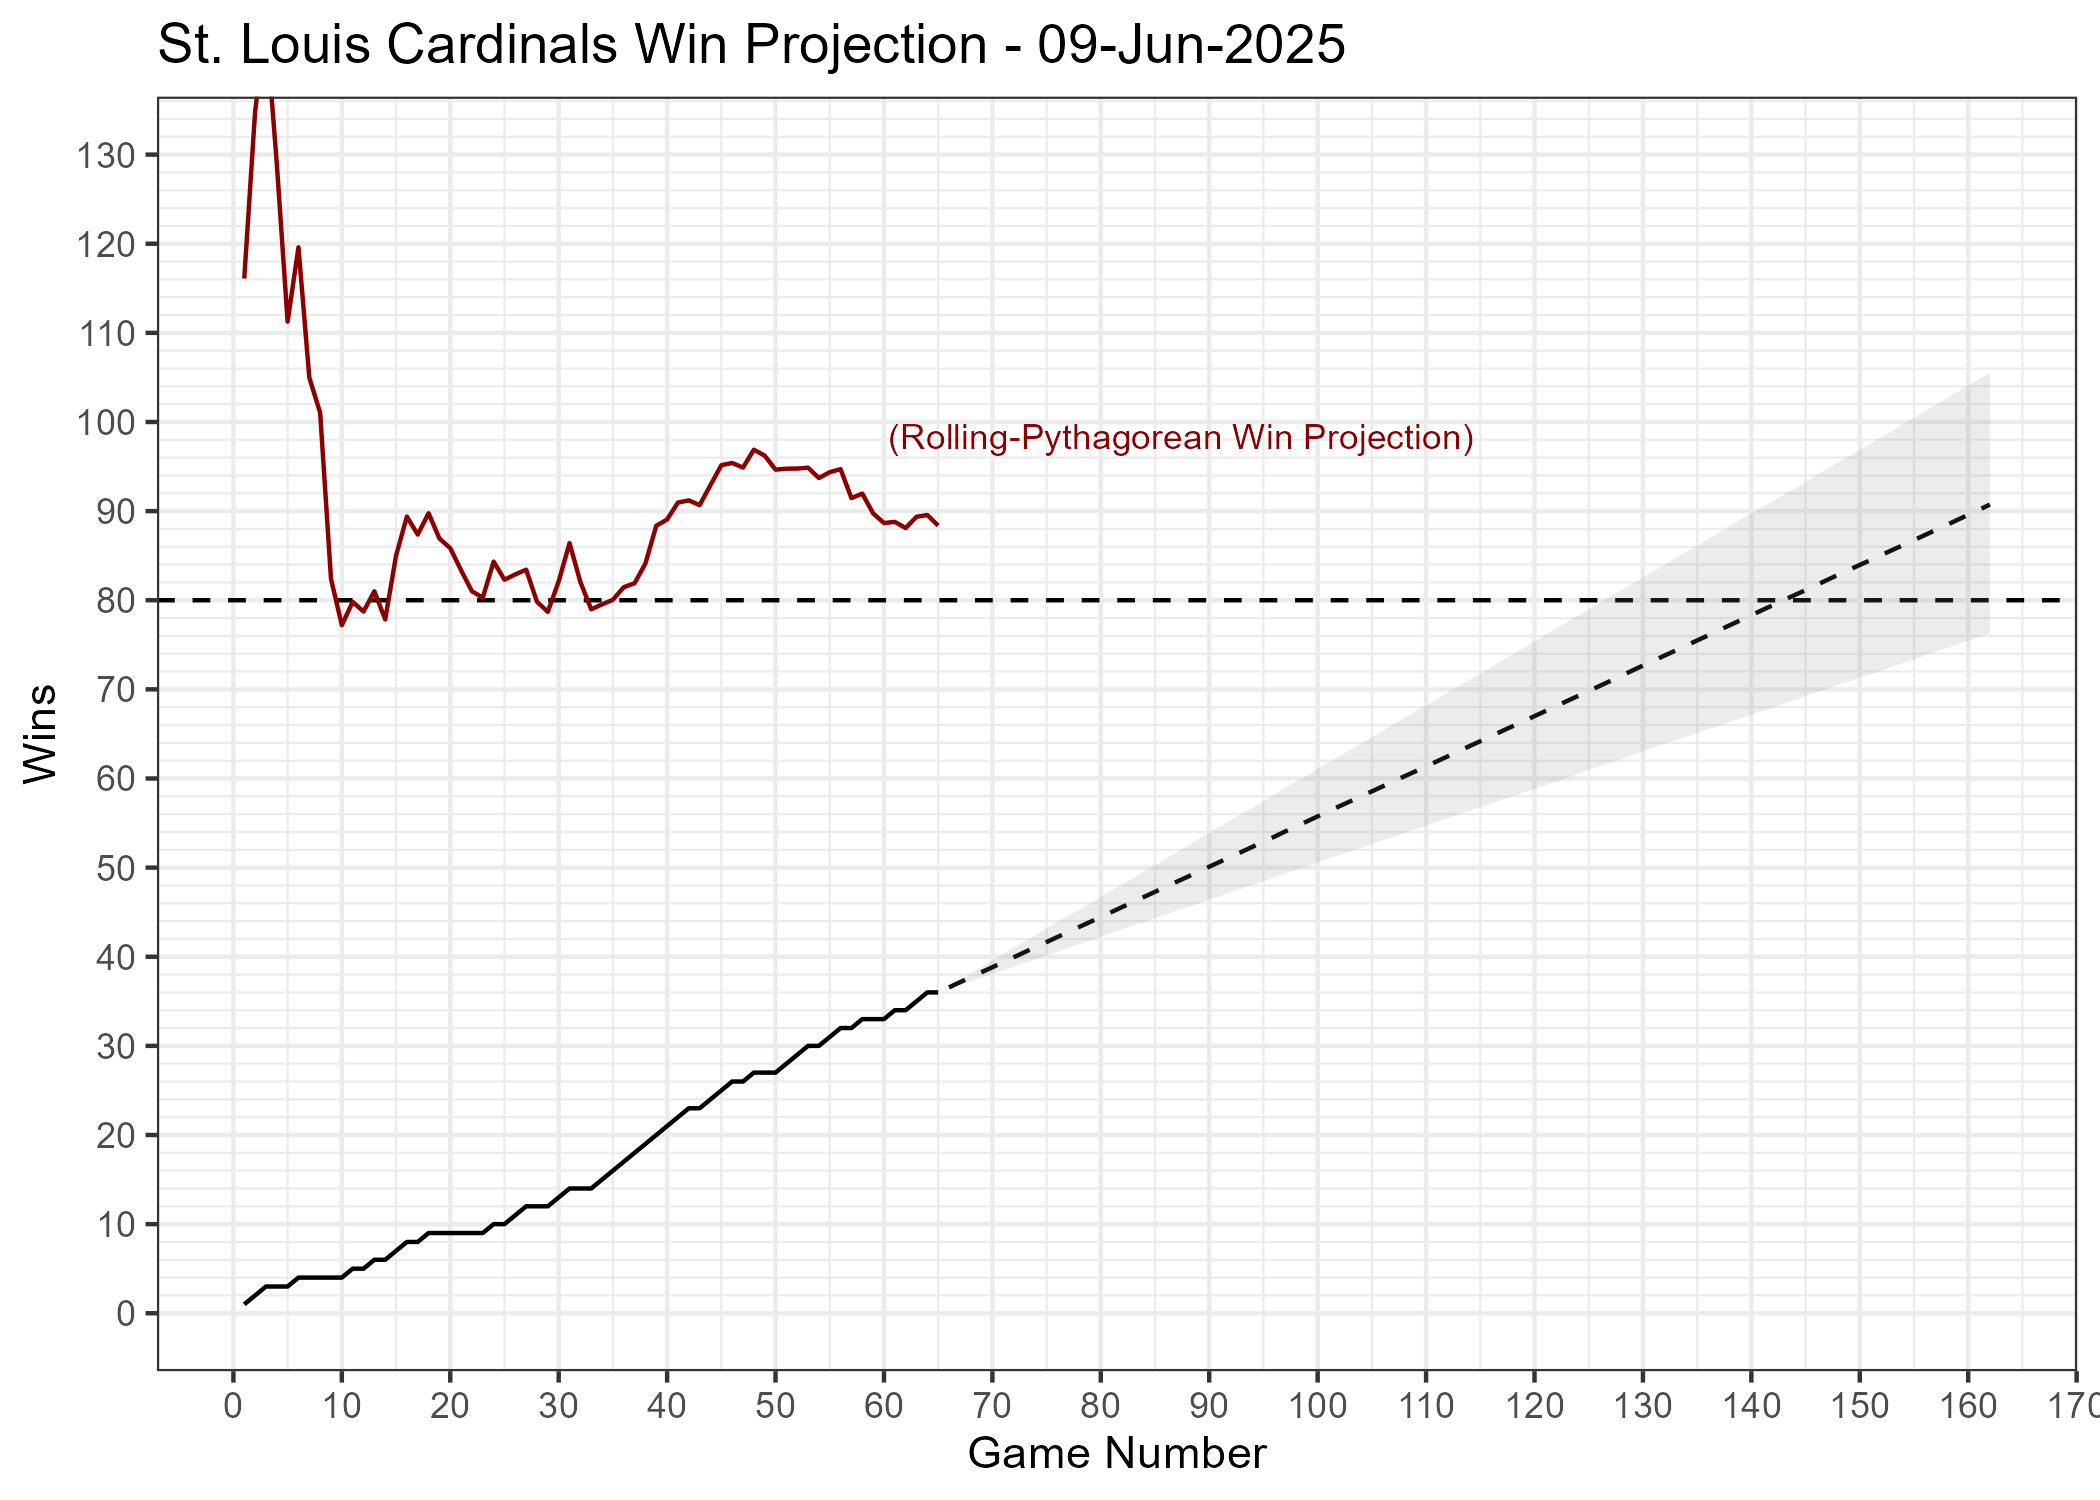 St. Louis Cardinals Win Projection - 09-Jun-2025
130
120
110
100
(Rolling-Pythagorean Win Projection)
90
80
70
Wins
60
50
40
30
20
10
0
0 10 20 30 40 50 60 70 80 90 100 110 120 130 140 150 160 170
Game Number